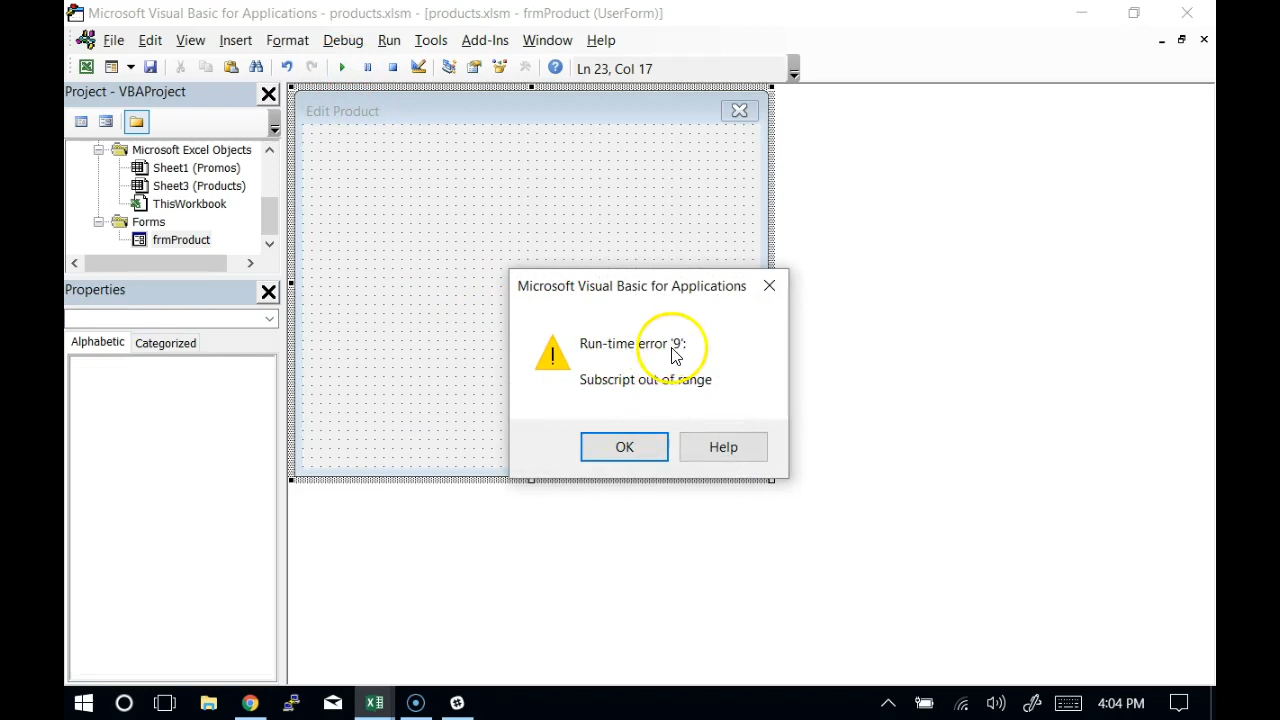 Microsoft Visual Basic for Applications - products.xlsm - [products.xlsm - frmProduct (UserForm)]
File Edit View Insert Format Debug Run Tools Add-Ins Window Help
Ln 23, Col 17
Project - VBAProject
Microsoft Excel Objects
Sheet1 (Promos)
Sheet3 (Products)
ThisWorkbook
Forms
frmProduct
Properties
Alphabetic Categorized
Edit Product
Microsoft Visual Basic for Applications
Run-time error '9':
Subscript out of range
OK Help
4:04 PM